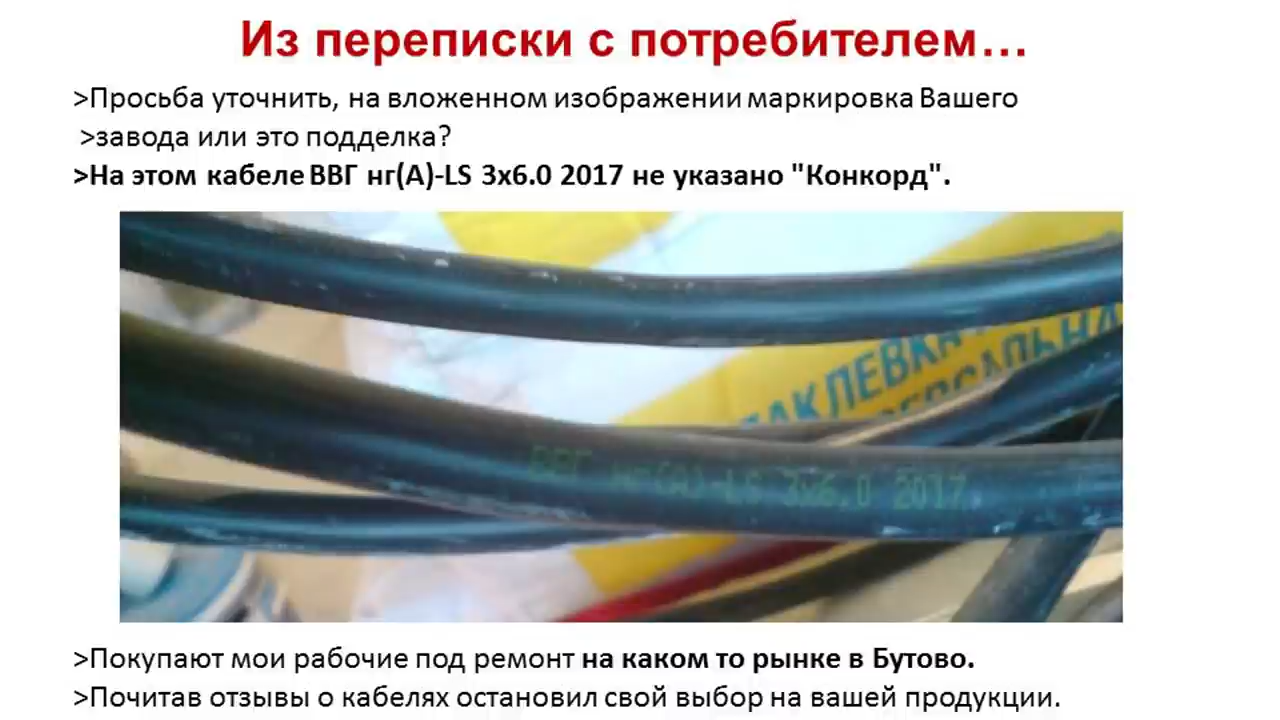 Из переписки с потребителем...
>Просьба уточнить, на вложенном изображении маркировка Вашего
>завода или это подделка?
>На этом кабеле ВВГ нг(А)-LS 3х6.0 2017 не указано "Конкорд".
ВВГ нг(А)-LS 3х6.0 2017
>Покупают мои рабочие под ремонт на каком то рынке в Бутово.
>Почитав отзывы о кабелях остановил свой выбор на вашей продукции.